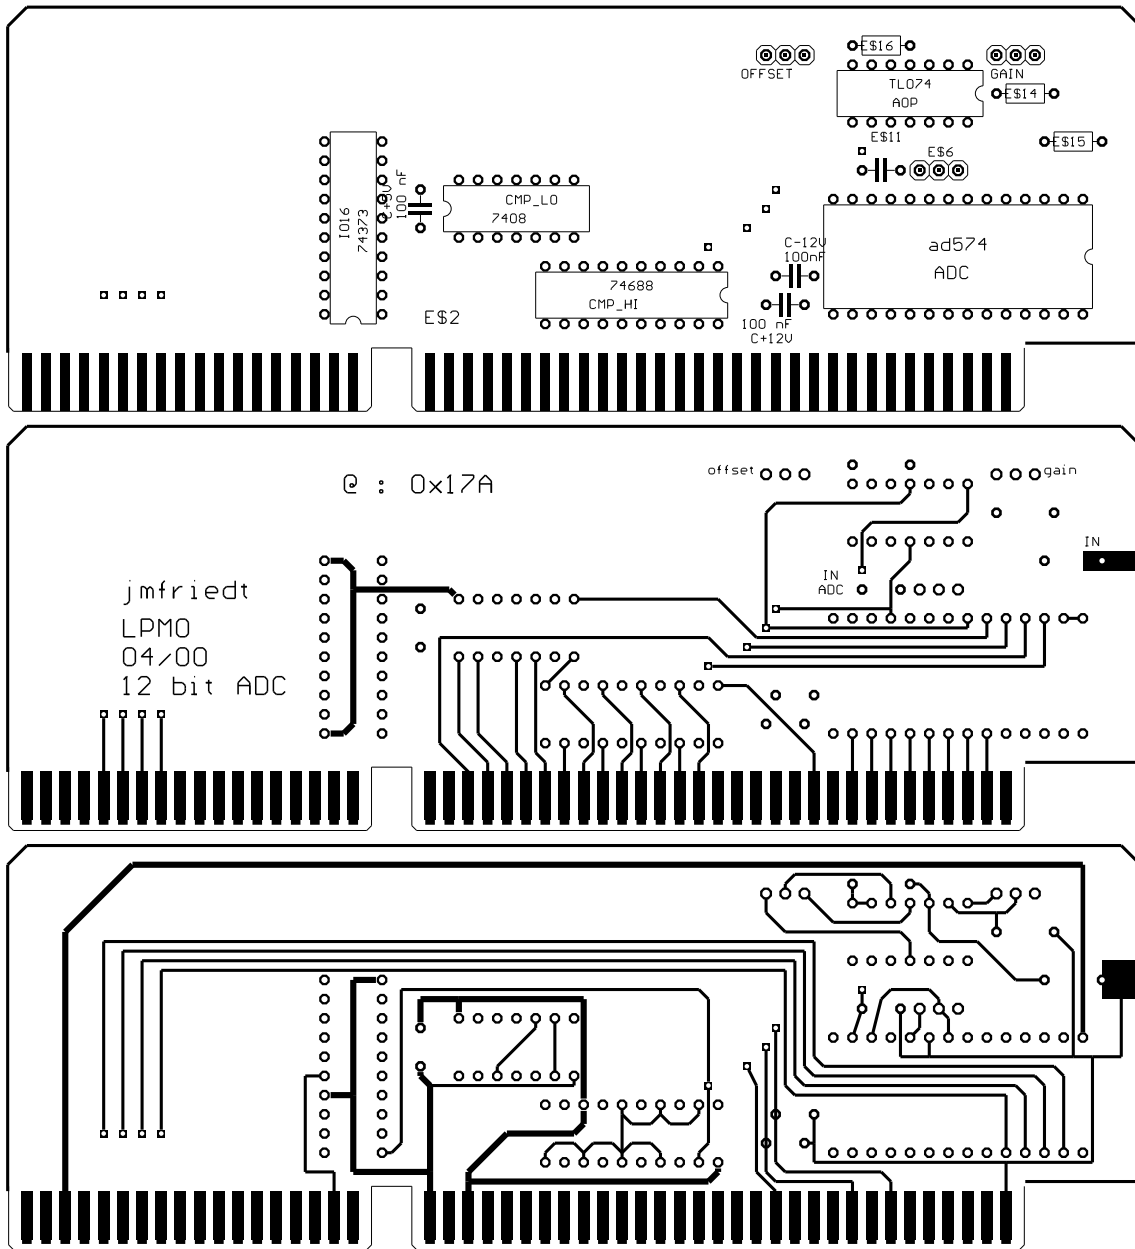 E$16
OFFSET
GAIN
TL074
AOP
E$14
E$11
E$15
E$6
C+5V
100 nF
IO16
74373
CMP_LO
7408
C-12V
100nF
ad574
ADC
74688
CMP_HI
E$2
100 nF
C+12V
offset
gain
@ : 0x17A
IN
IN
ADC
jmfriedt
LPMO
04/00
12 bit ADC